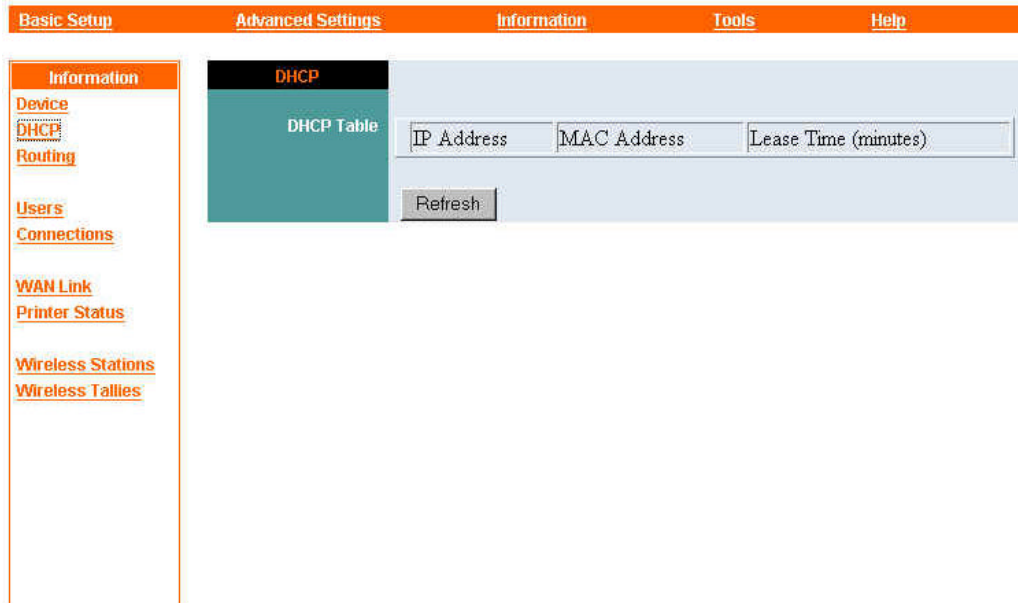 Basic Setup Advanced Settings Information Tools Help
Information
Device
DHCP
Routing
Users
Connections
WAN Link
Printer Status
Wireless Stations
Wireless Tallies
DHCP
DHCP Table
IP Address MAC Address Lease Time (minutes)
Refresh